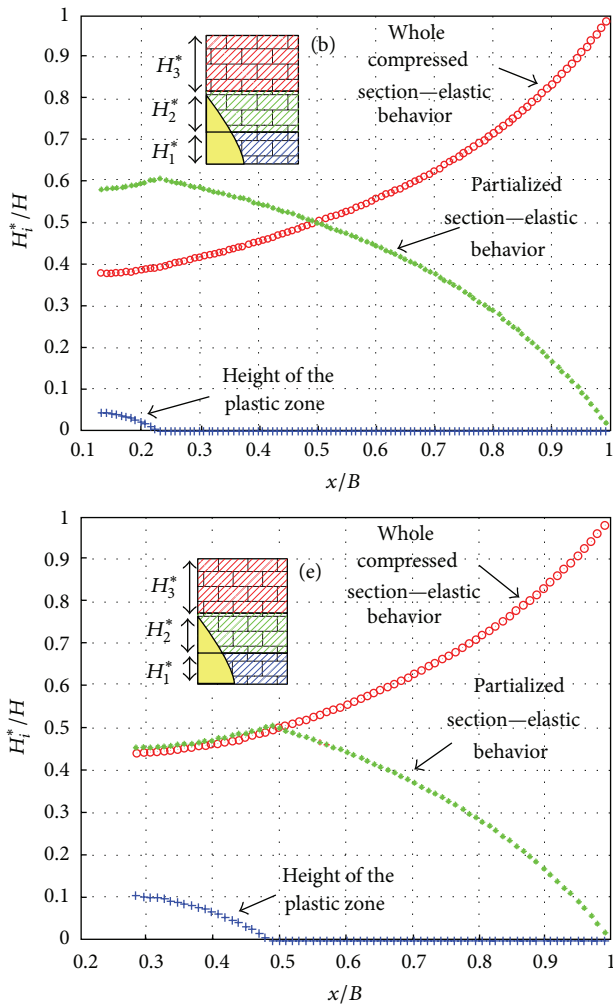 (b)
Whole
compressed
section—elastic
behavior
H₃*
H₂*
H₁*
Partialized
section—elastic
behavior
Height of the
plastic zone
Hᵢ*/H
1
0.9
0.8
0.7
0.6
0.5
0.4
0.3
0.2
0.1
0
0.1 0.2 0.3 0.4 0.5 0.6 0.7 0.8 0.9 1
x/B
(e)
Whole
compressed
section—elastic
behavior
H₃*
H₂*
H₁*
Partialized
section—elastic
behavior
Height of the
plastic zone
Hᵢ*/H
1
0.9
0.8
0.7
0.6
0.5
0.4
0.3
0.2
0.1
0
0.2 0.3 0.4 0.5 0.6 0.7 0.8 0.9 1
x/B